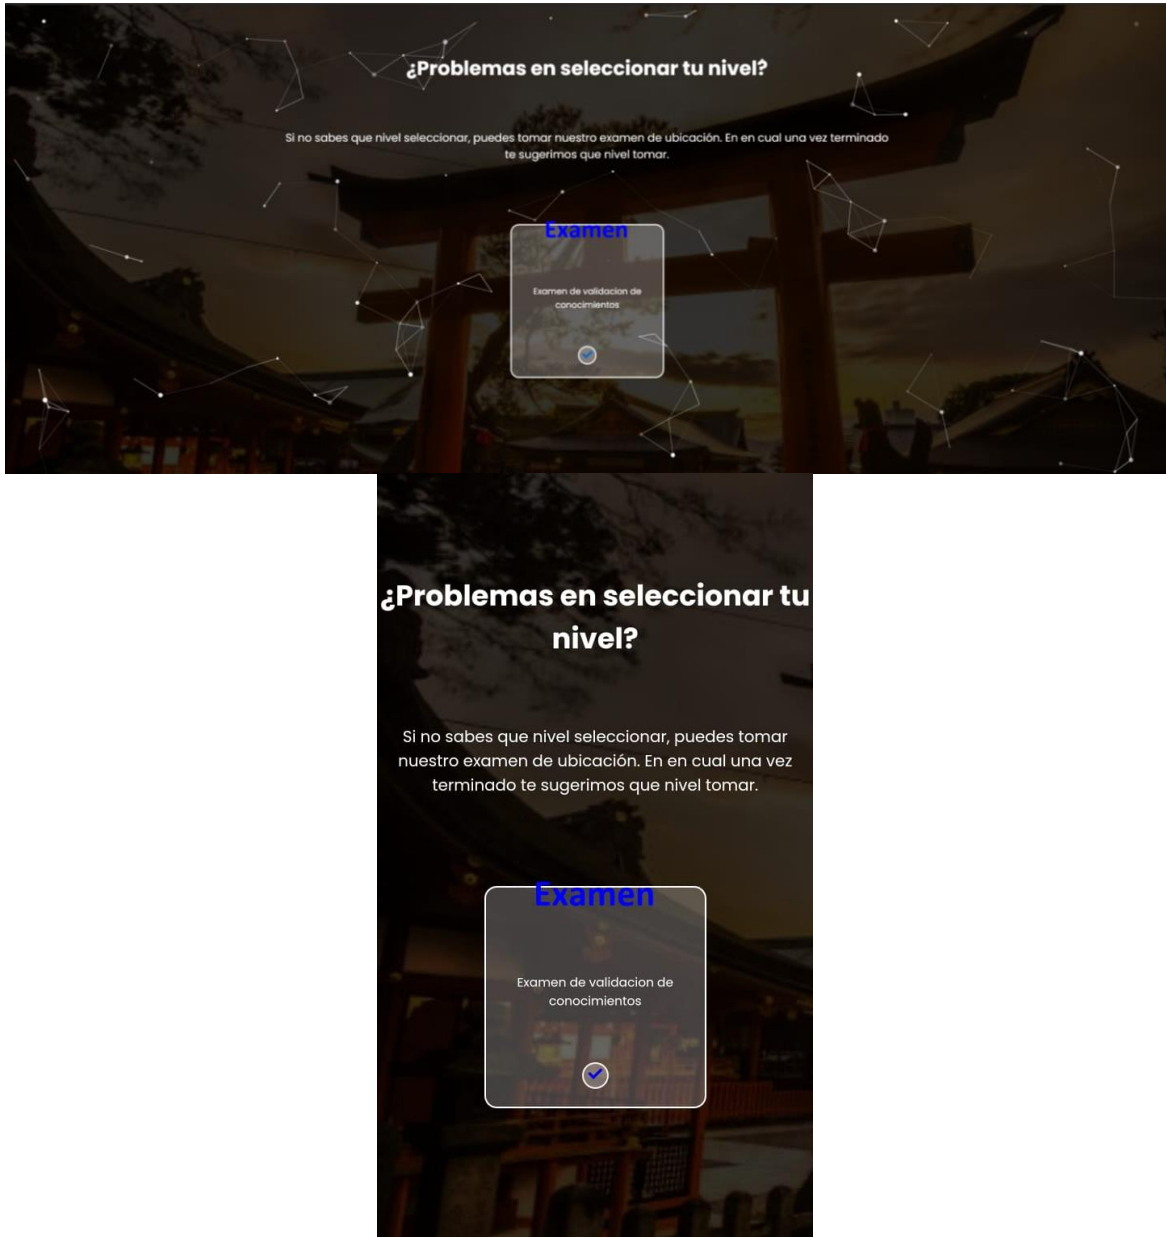 ¿Problemas en seleccionar tu nivel?
Si no sabes que nivel seleccionar, puedes tomar nuestro examen de ubicación. En en cual una vez terminado
te sugerimos que nivel tomar.
Examen
Examen de validacion de
conocimientos
¿Problemas en seleccionar tu
nivel?
Si no sabes que nivel seleccionar, puedes tomar
nuestro examen de ubicación. En en cual una vez
terminado te sugerimos que nivel tomar.
Examen
Examen de validacion de
conocimientos